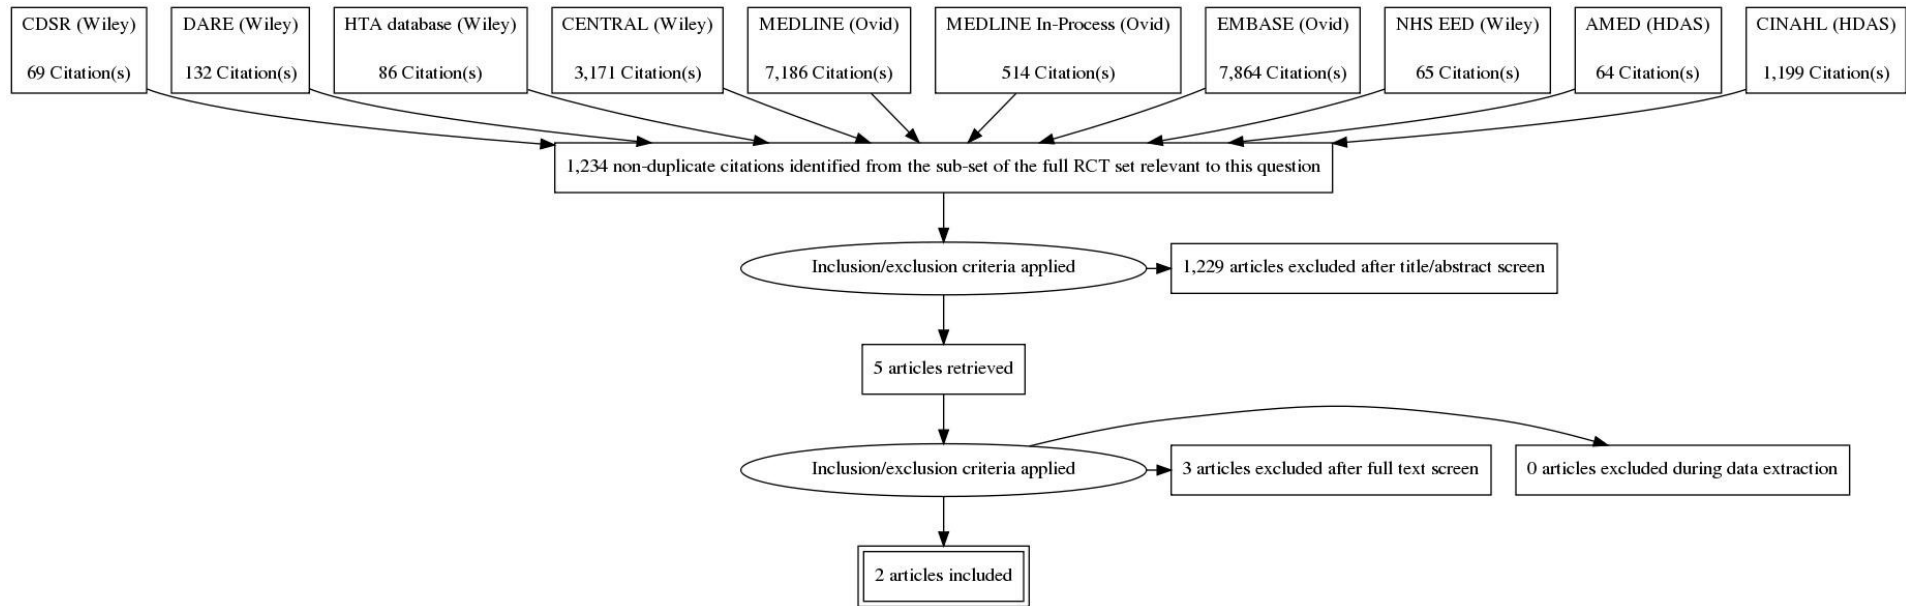 CDSR (Wiley)
69 Citation(s)
DARE (Wiley)
132 Citation(s)
HTA database (Wiley)
86 Citation(s)
CENTRAL (Wiley)
3,171 Citation(s)
MEDLINE (Ovid)
7,186 Citation(s)
MEDLINE In-Process (Ovid)
514 Citation(s)
EMBASE (Ovid)
7,864 Citation(s)
NHS EED (Wiley)
65 Citation(s)
AMED (HDAS)
64 Citation(s)
CINAHL (HDAS)
1,199 Citation(s)
1,234 non-duplicate citations identified from the sub-set of the full RCT set relevant to this question
Inclusion/exclusion criteria applied
1,229 articles excluded after title/abstract screen
5 articles retrieved
Inclusion/exclusion criteria applied
3 articles excluded after full text screen
0 articles excluded during data extraction
2 articles included